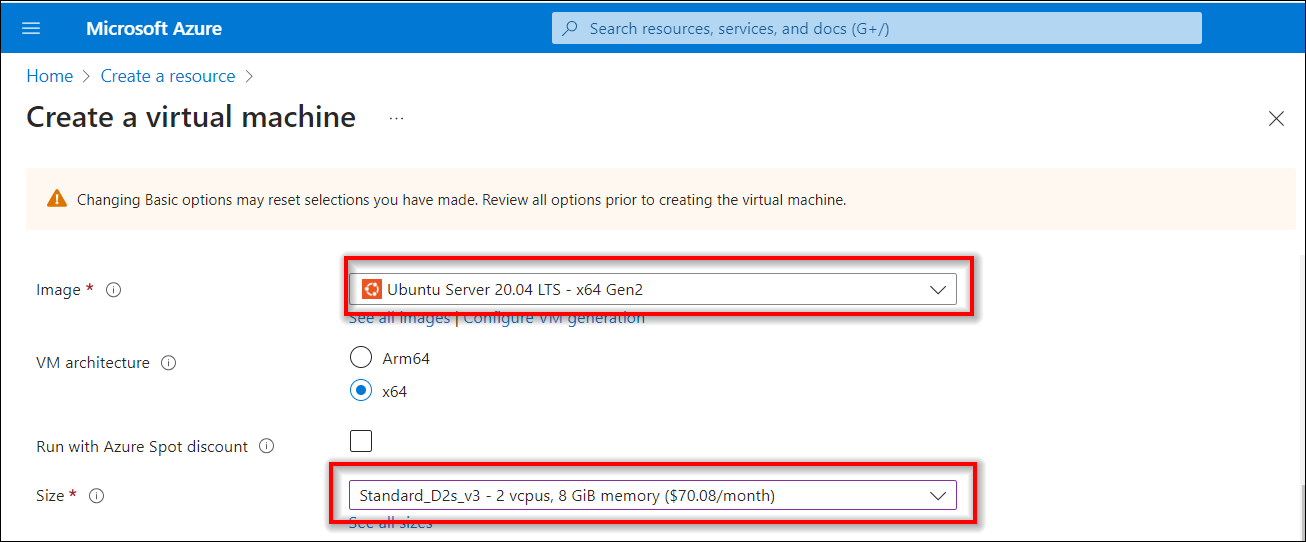 Microsoft Azure
Search resources, services, and docs (G+/)
Home > Create a resource >
Create a virtual machine ...
Changing Basic options may reset selections you have made. Review all options prior to creating the virtual machine.
Image *
Ubuntu Server 20.04 LTS - x64 Gen2
See all images | Configure VM generation
VM architecture
Arm64
x64
Run with Azure Spot discount
Size *
Standard_D2s_v3 - 2 vcpus, 8 GiB memory ($70.08/month)
See all sizes